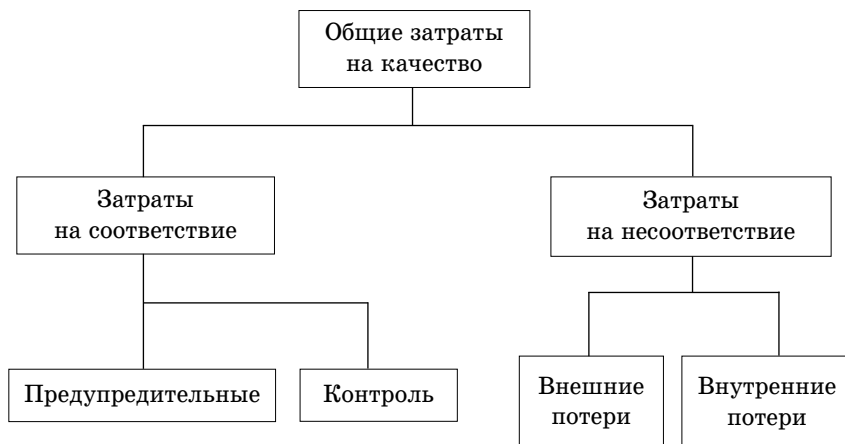 Общие затраты
на качество
Затраты
на соответствие
Затраты
на несоответствие
Предупредительные
Контроль
Внешние
потери
Внутренние
потери